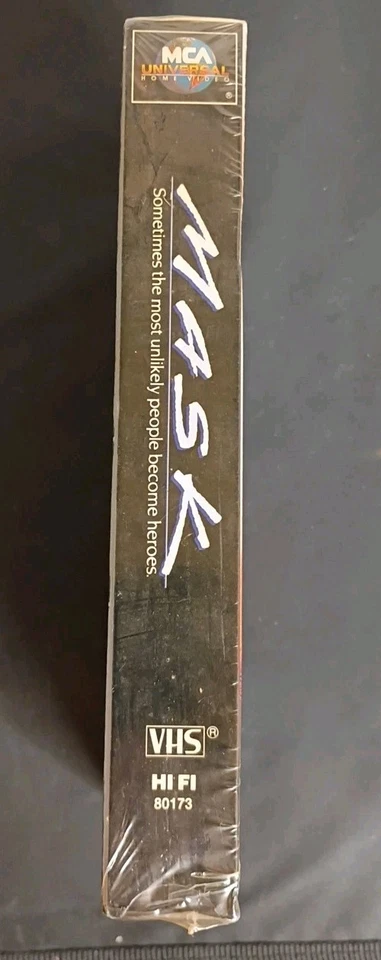 MCA
UNIVERSAL
HOME VIDEO
®
MASK
Sometimes the most unlikely people become heroes.
VHS®
HI FI
80173